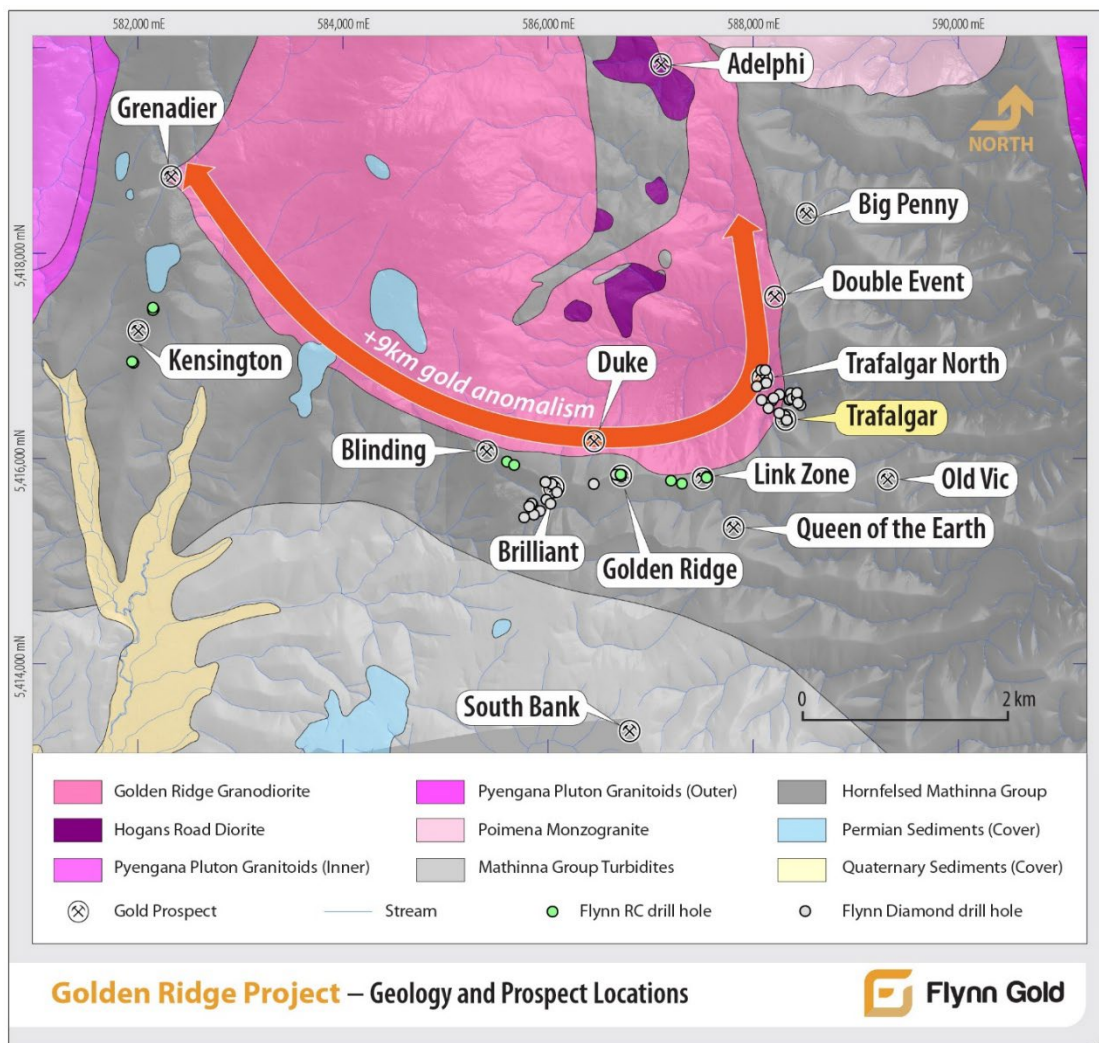 582,000 mE
584,000 mE
586,000 mE
588,000 mE
590,000 mE
Adelphi
Grenadier
NORTH
Big Penny
5,418,000 mN
Double Event
+9km gold anomalism
Duke
Kensington
Trafalgar North
Trafalgar
Blinding
5,416,000 mN
Link Zone
Old Vic
Queen of the Earth
Brilliant
Golden Ridge
5,414,000 mN
South Bank
0
2 km
Golden Ridge Granodiorite
Pyengana Pluton Granitoids (Outer)
Hornfelsed Mathinna Group
Hogans Road Diorite
Poimena Monzogranite
Permian Sediments (Cover)
Pyengana Pluton Granitoids (Inner)
Mathinna Group Turbidites
Quaternary Sediments (Cover)
Gold Prospect
Stream
Flynn RC drill hole
Flynn Diamond drill hole
Golden Ridge Project – Geology and Prospect Locations
Flynn Gold